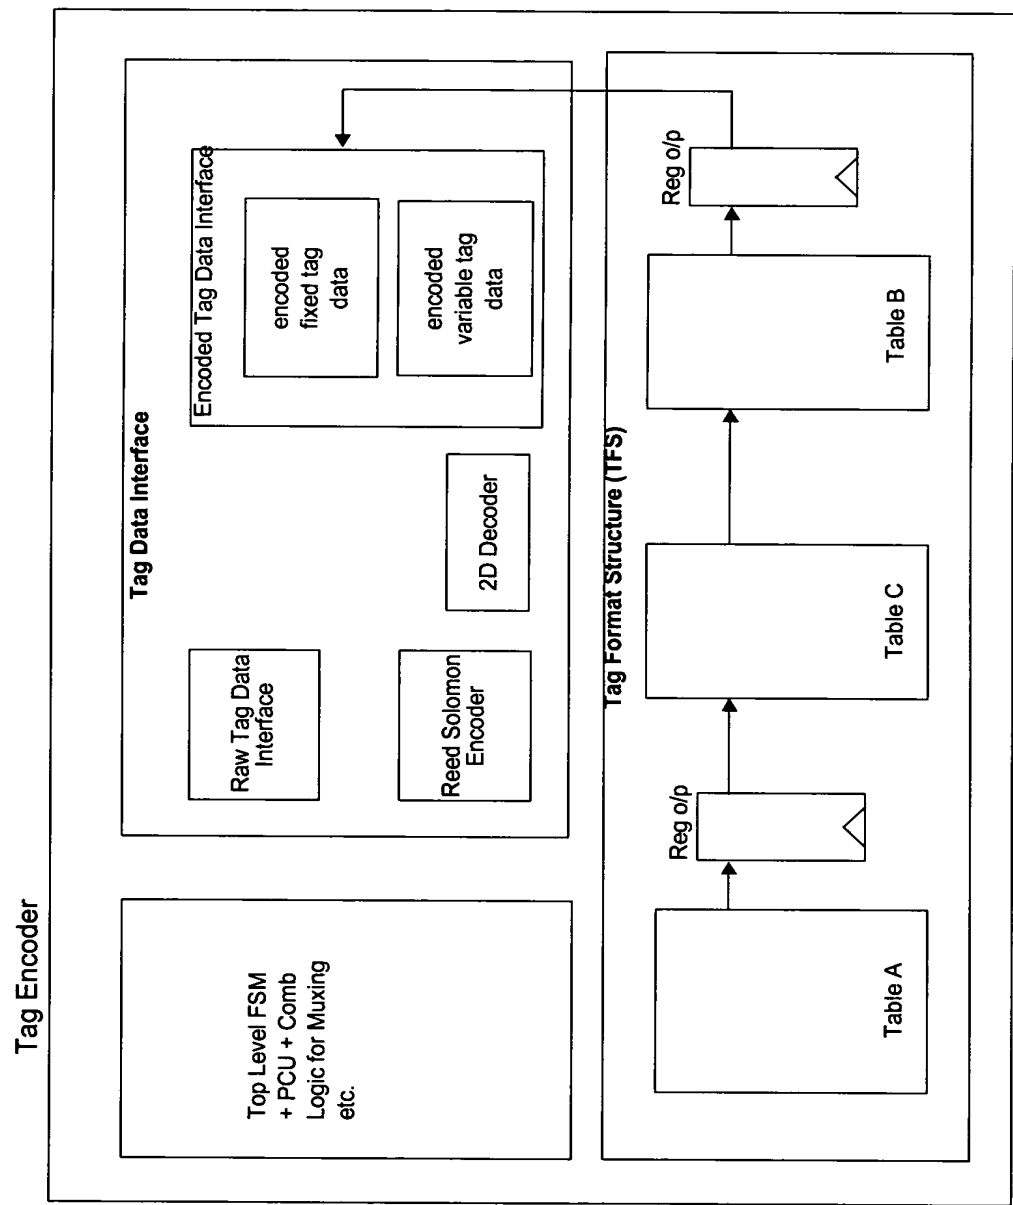 Tag Encoder
Top Level FSM
+ PCU + Comb
Logic for Muxing
etc.
Tag Data Interface
Raw Tag Data
Interface
Reed Solomon
Encoder
2D Decoder
Encoded Tag Data Interface
encoded
fixed tag
data
encoded
variable tag
data
Tag Format Structure (TFS)
Table A
Reg o/p
Table C
Table B
Reg o/p